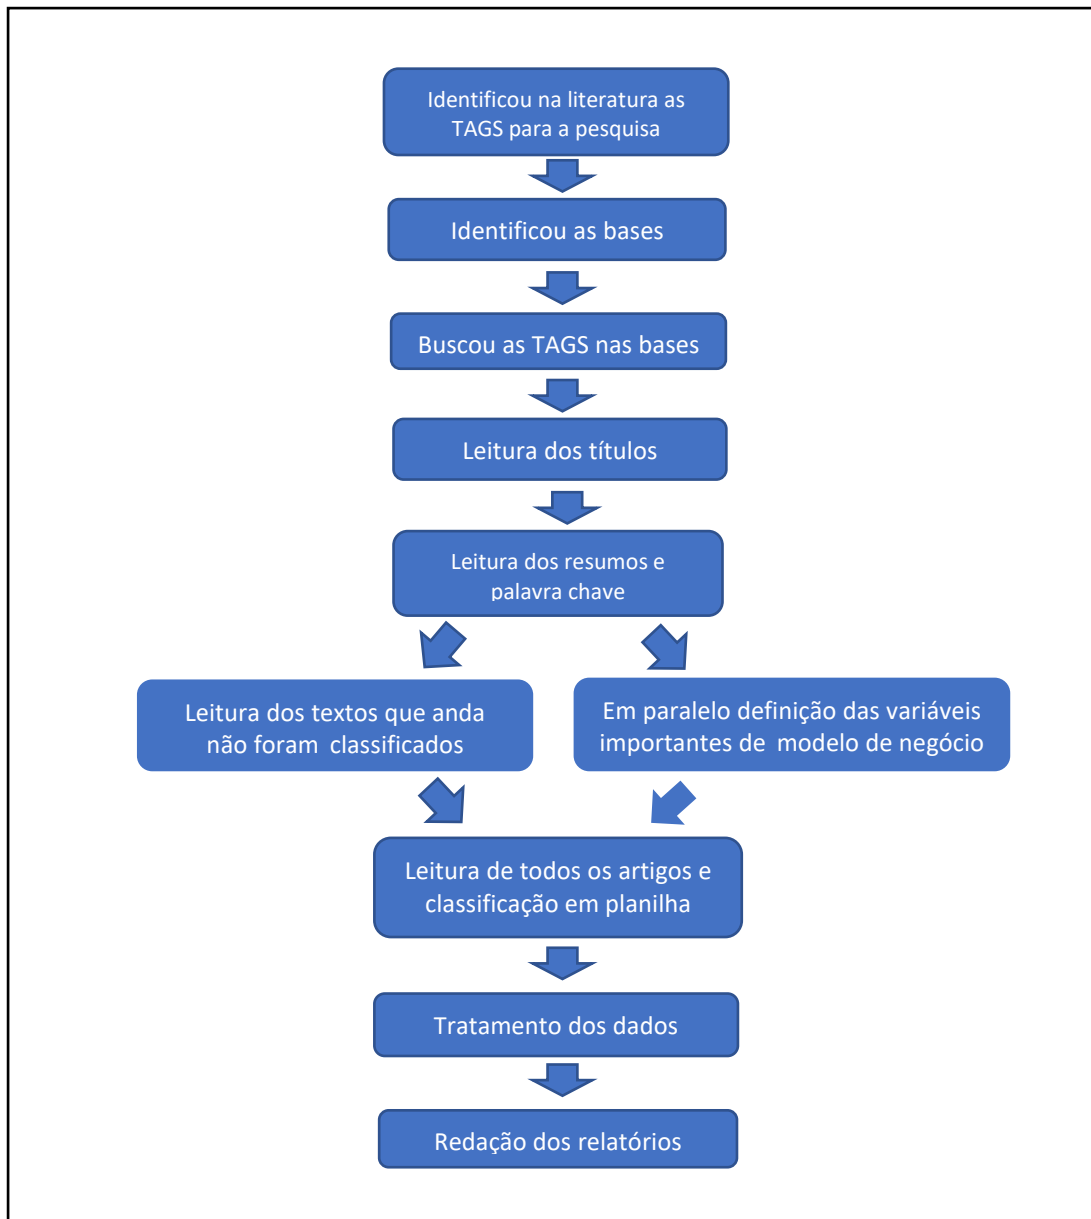 Identificou na literatura as
TAGS para a pesquisa
Identificou as bases
Buscou as TAGS nas bases
Leitura dos títulos
Leitura dos resumos e
palavra chave
Leitura dos textos que anda
não foram classificados
Em paralelo definição das variáveis
importantes de modelo de negócio
Leitura de todos os artigos e
classificação em planilha
Tratamento dos dados
Redação dos relatórios